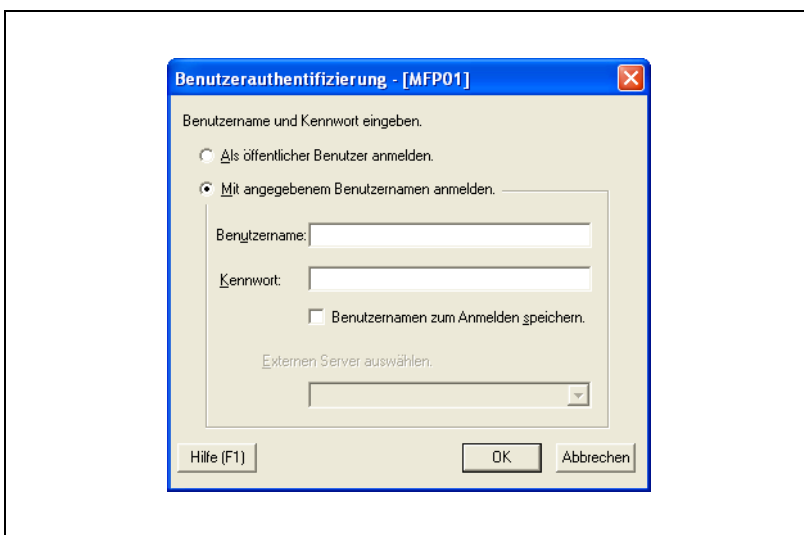 Benutzerauthentifizierung - [MFP01]
Benutzername und Kennwort eingeben.
Als öffentlicher Benutzer anmelden.
Mit angegebenem Benutzernamen anmelden.
Benutzername:
Kennwort:
Benutzernamen zum Anmelden speichern.
Externen Server auswählen.
Hilfe (F1) OK Abbrechen